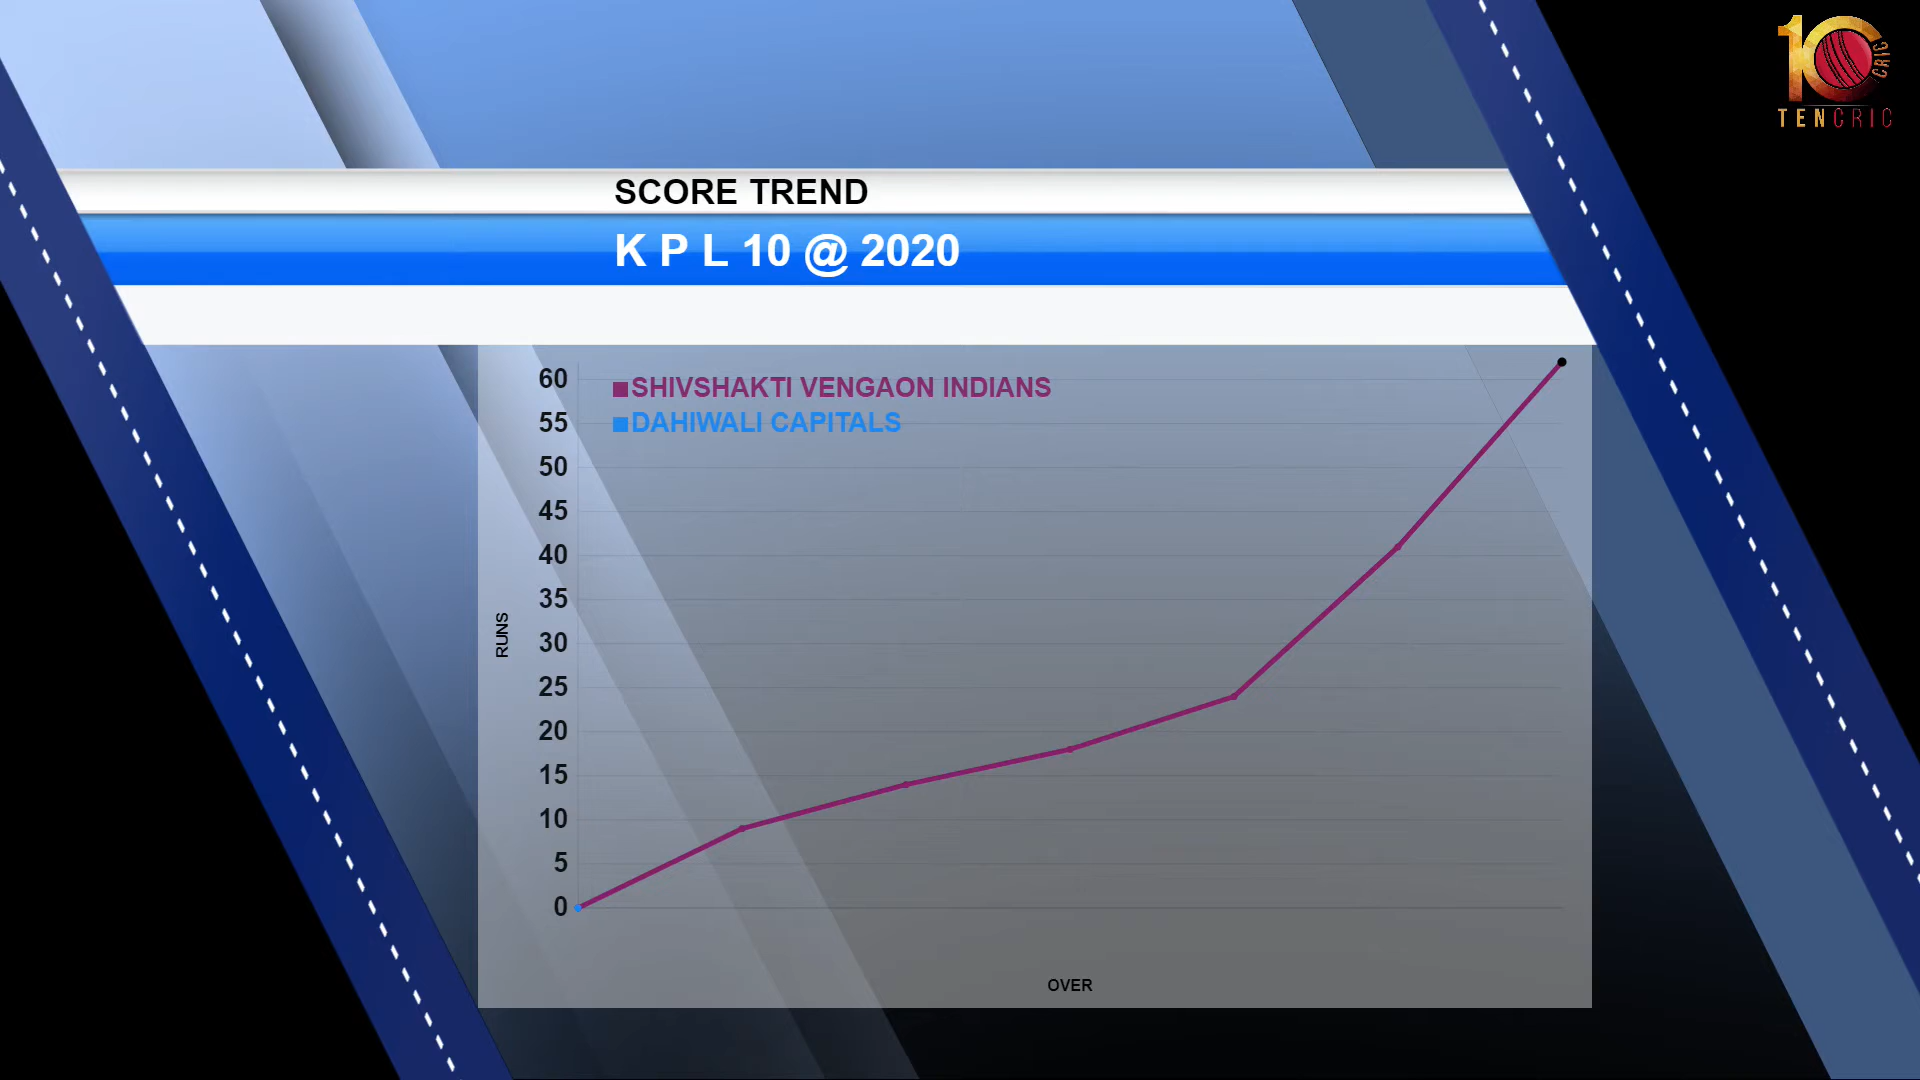 10
CRIC
TENCRIC
SCORE TREND
K P L 10 @ 2020
SHIVSHAKTI VENGAON INDIANS
DAHIWALI CAPITALS
60
55
50
45
40
35
30
25
20
15
10
5
0
RUNS
OVER